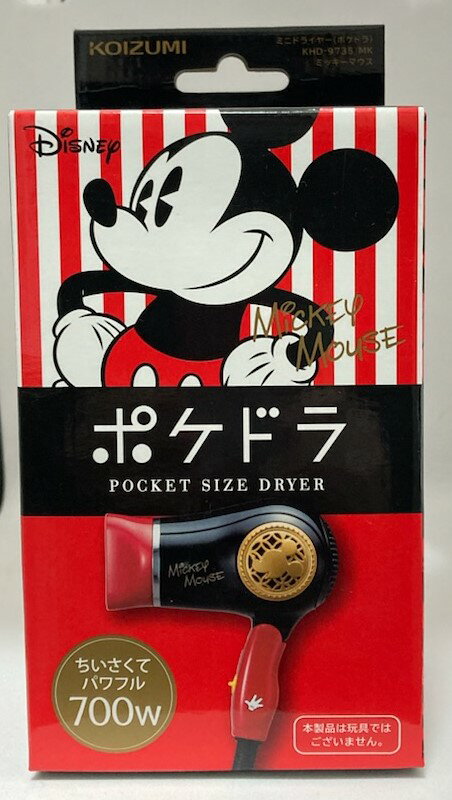 KOIZUMI
ミニドライヤー(ポケドラ)
KHD-9735/MK
ミッキーマウス
Disney
Mickey
Mouse
ポケドラ
POCKET SIZE DRYER
Mickey
Mouse
ちいさくて
パワフル
700W
本製品は玩具では
ございません。